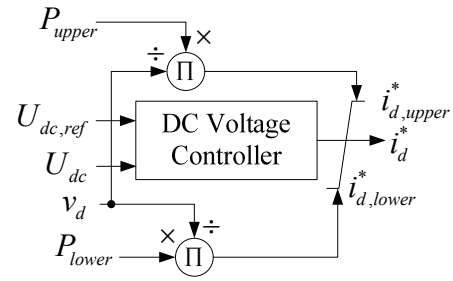 P_upper
×
÷
Π
U_dc,ref
DC Voltage
Controller
i*_d,upper
i*_d
U_dc
i*_d,lower
v_d
×
÷
P_lower
Π